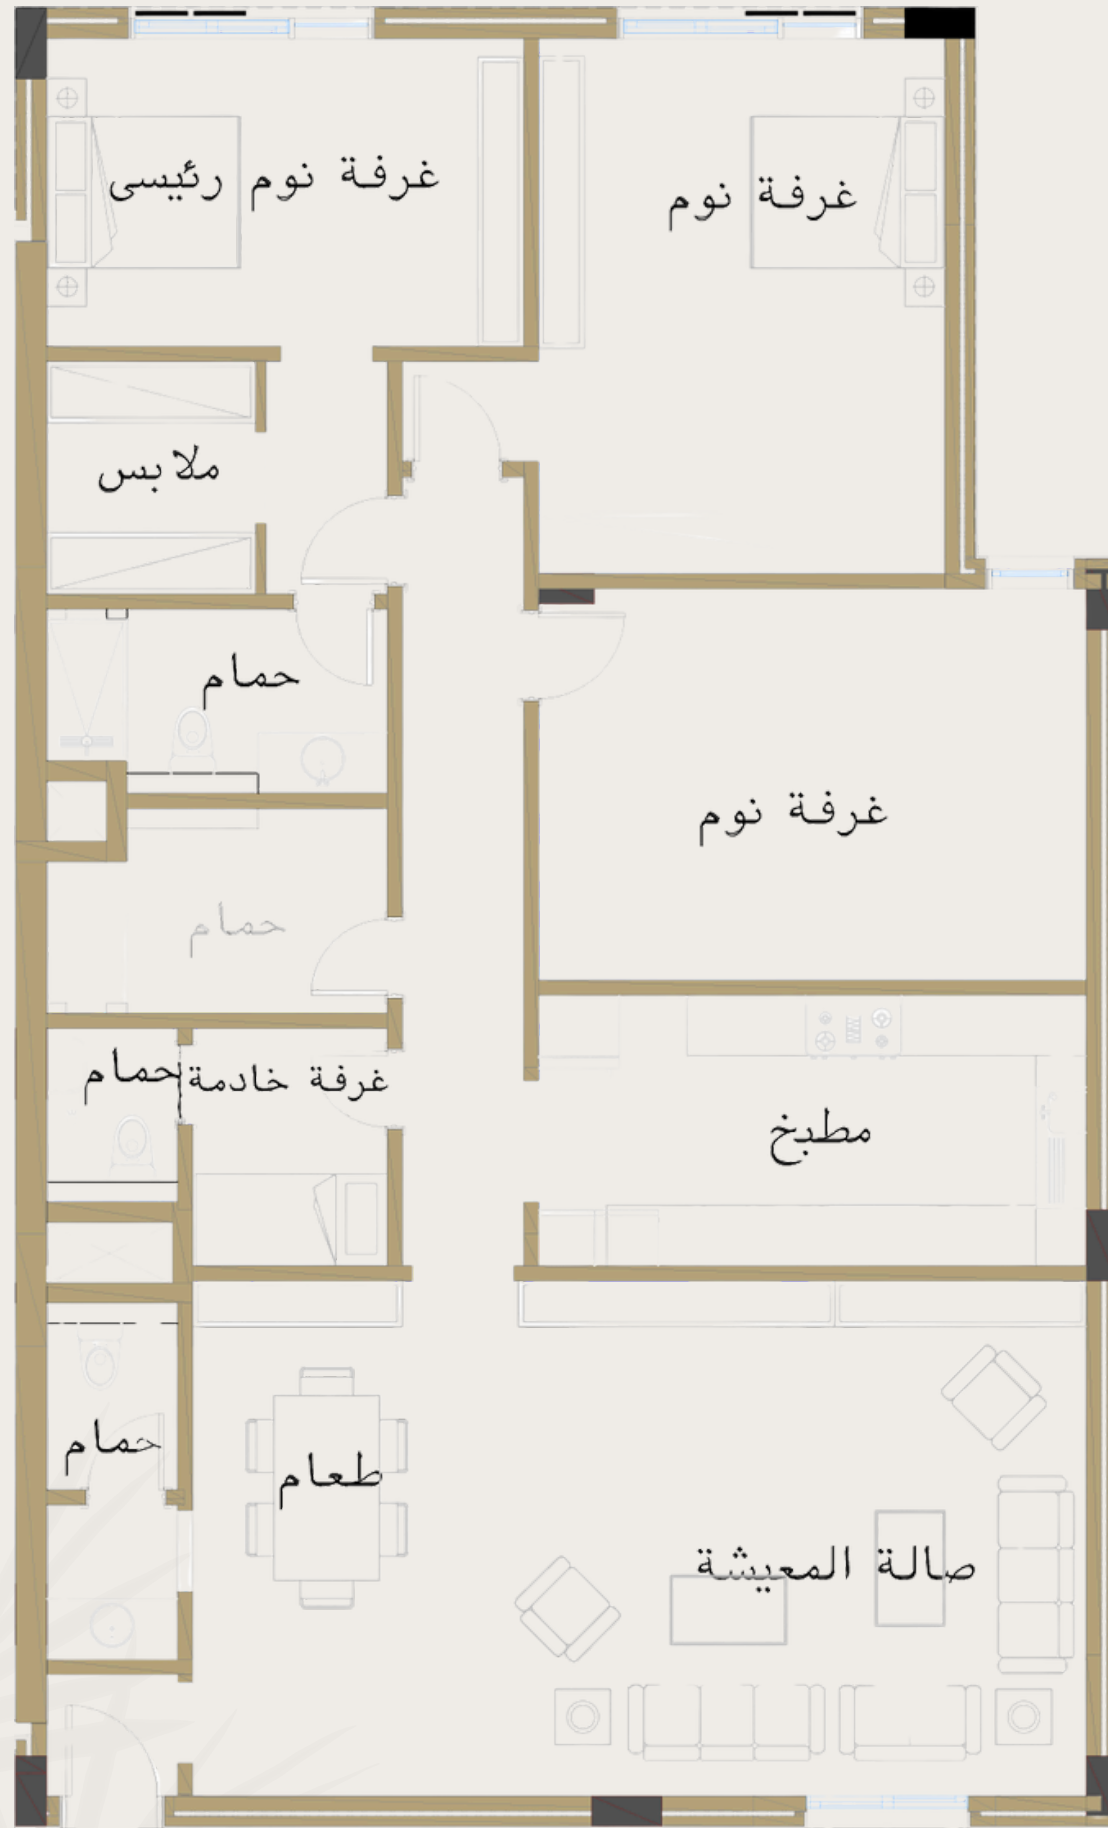 غرفة نوم رئيسى
غرفة نوم
ملابس
حمام
غرفة نوم
حمام
حمام
غرفة خادمة
مطبخ
حمام
طعام
صالة المعيشة